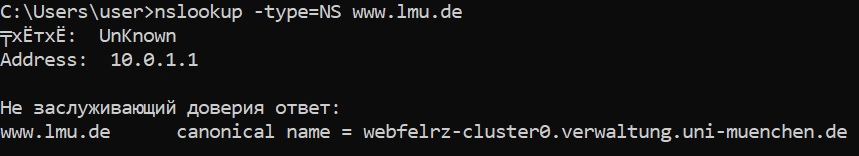 C:\Users\user>nslookup -type=NS www.lmu.de
╤хЁтхЁ:  UnKnown
Address:  10.0.1.1

Не заслуживающий доверия ответ:
www.lmu.de      canonical name = webfelrz-cluster0.verwaltung.uni-muenchen.de